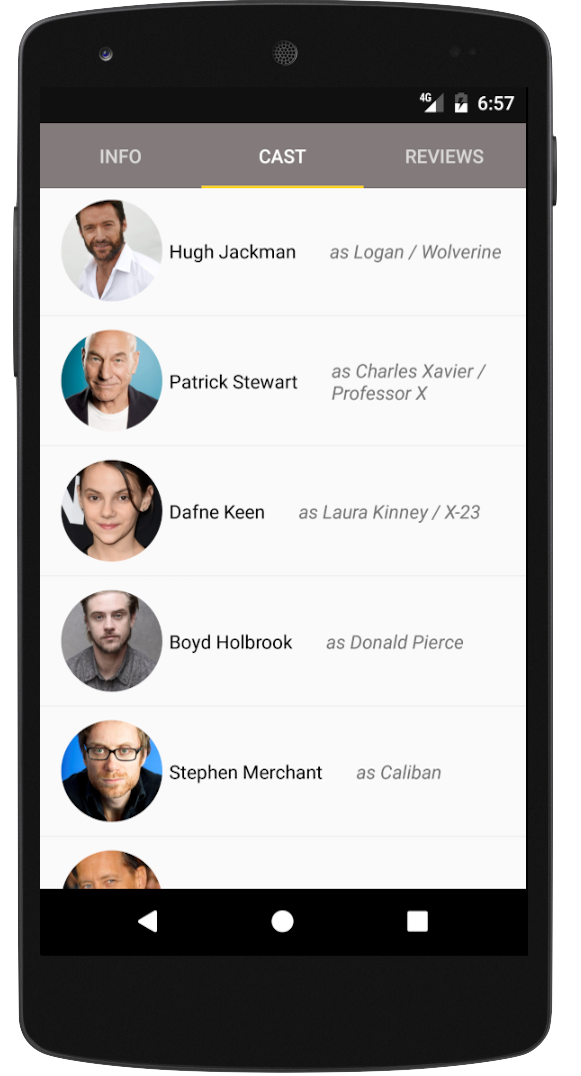 4G 6:57
INFO CAST REVIEWS
Hugh Jackman as Logan / Wolverine
Patrick Stewart as Charles Xavier /
Professor X
Dafne Keen as Laura Kinney / X-23
Boyd Holbrook as Donald Pierce
Stephen Merchant as Caliban